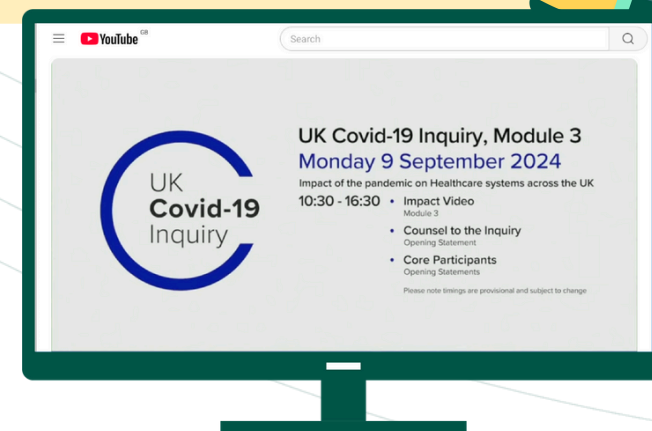 YouTube GB
Search
UK
Covid-19
Inquiry
UK Covid-19 Inquiry, Module 3
Monday 9 September 2024
Impact of the pandemic on Healthcare systems across the UK
10:30 - 16:30 • Impact Video
Module 3
• Counsel to the Inquiry
Opening Statement
• Core Participants
Opening Statements
Please note timings are provisional and subject to change